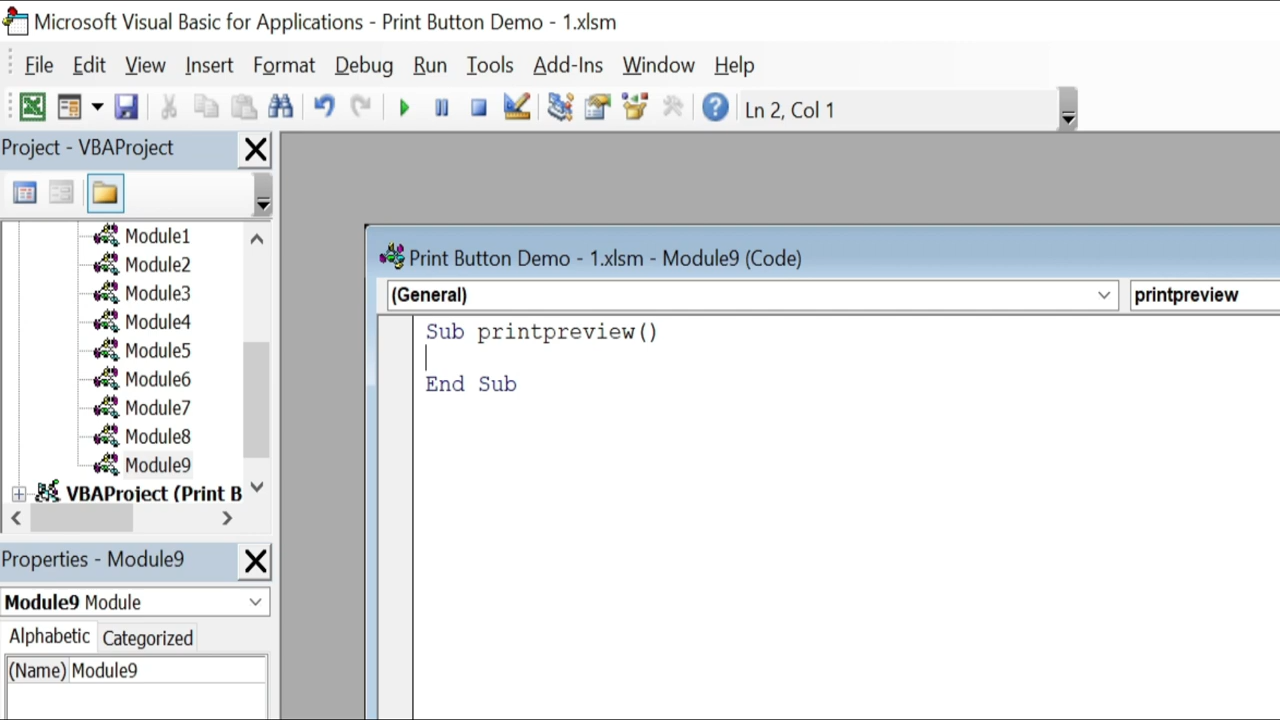 Microsoft Visual Basic for Applications - Print Button Demo - 1.xlsm
File Edit View Insert Format Debug Run Tools Add-Ins Window Help
Ln 2, Col 1
Project - VBAProject
Module1
Module2
Module3
Module4
Module5
Module6
Module7
Module8
Module9
VBAProject (Print B
Properties - Module9
Module9 Module
Alphabetic Categorized
(Name) Module9
Print Button Demo - 1.xlsm - Module9 (Code)
(General) printpreview
Sub printpreview()
End Sub